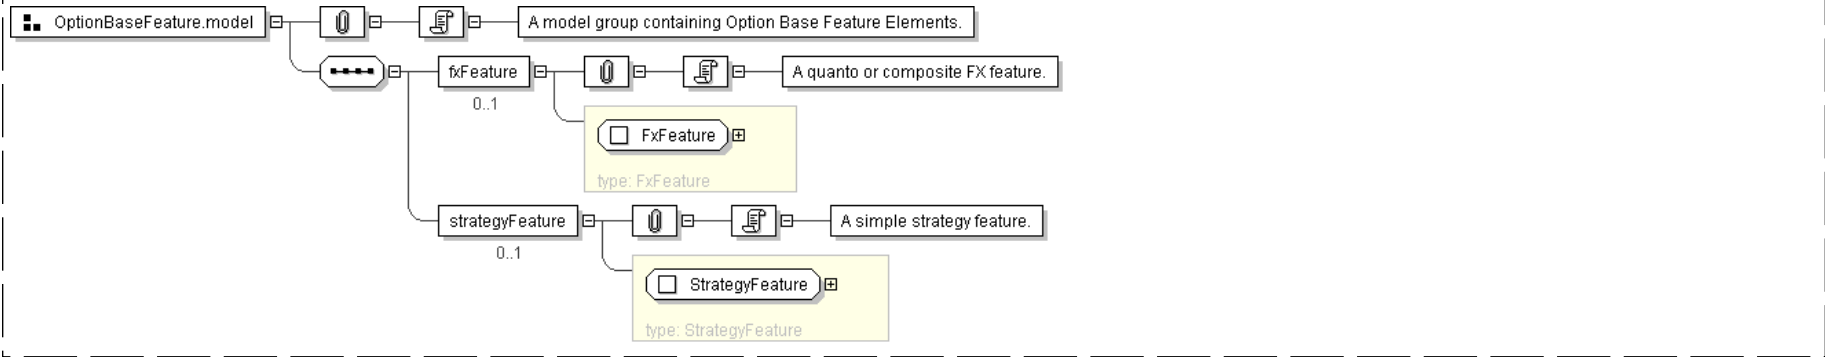 OptionBaseFeature.model
A model group containing Option Base Feature Elements.
fxFeature
A quanto or composite FX feature.
0..1
FxFeature
type: FxFeature
strategyFeature
A simple strategy feature.
0..1
StrategyFeature
type: StrategyFeature